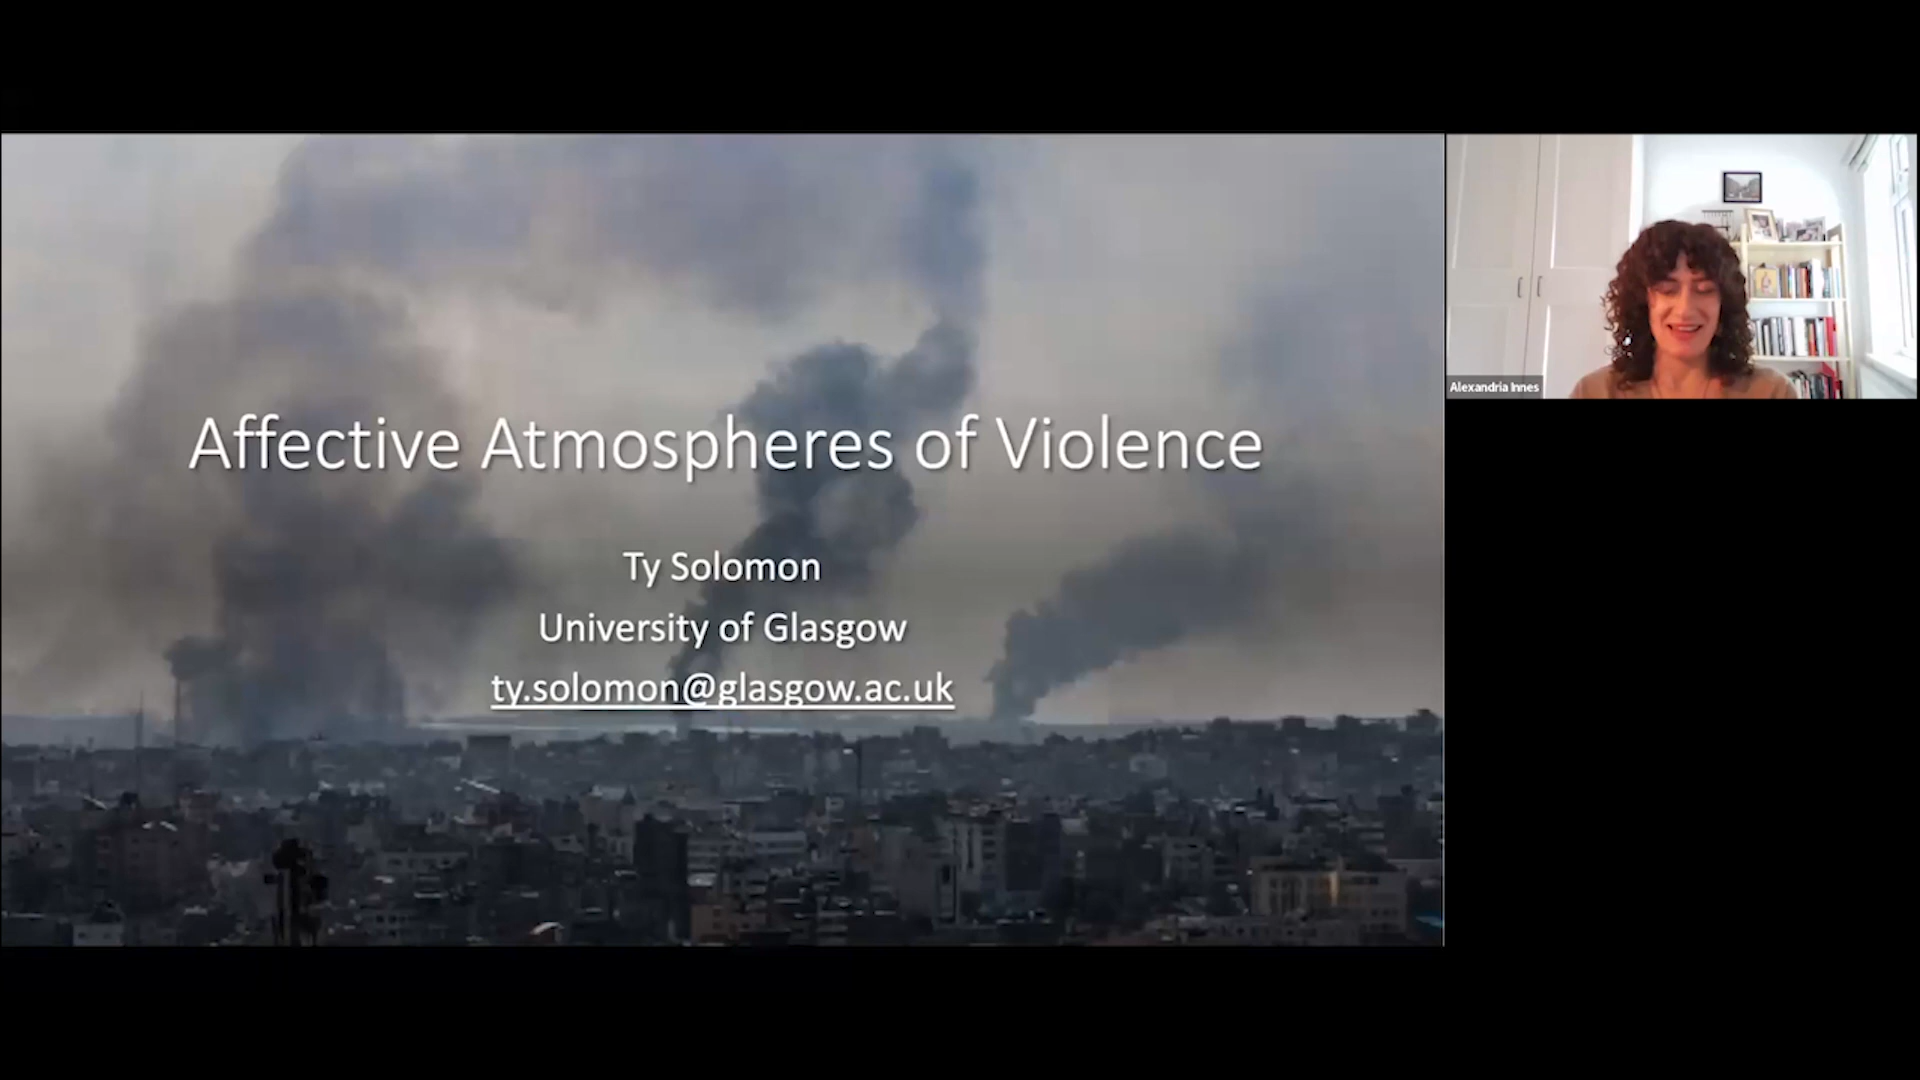 Affective Atmospheres of Violence
Ty Solomon
University of Glasgow
ty.solomon@glasgow.ac.uk
Alexandria Innes